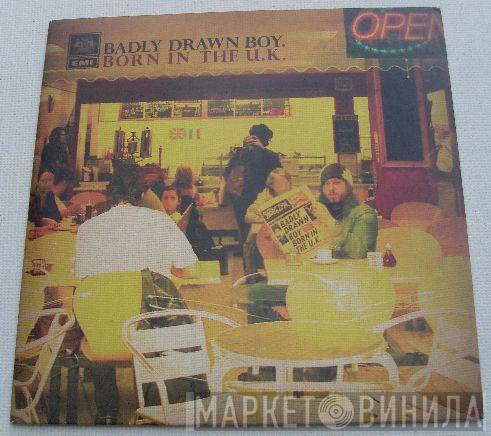 BADLY DRAWN BOY.
EMI
BORN IN THE U.K.
OPEN
BADLY
DRAWN
BOY
BORN IN
THE U.K.
МАРКЕТ ВИНИЛА